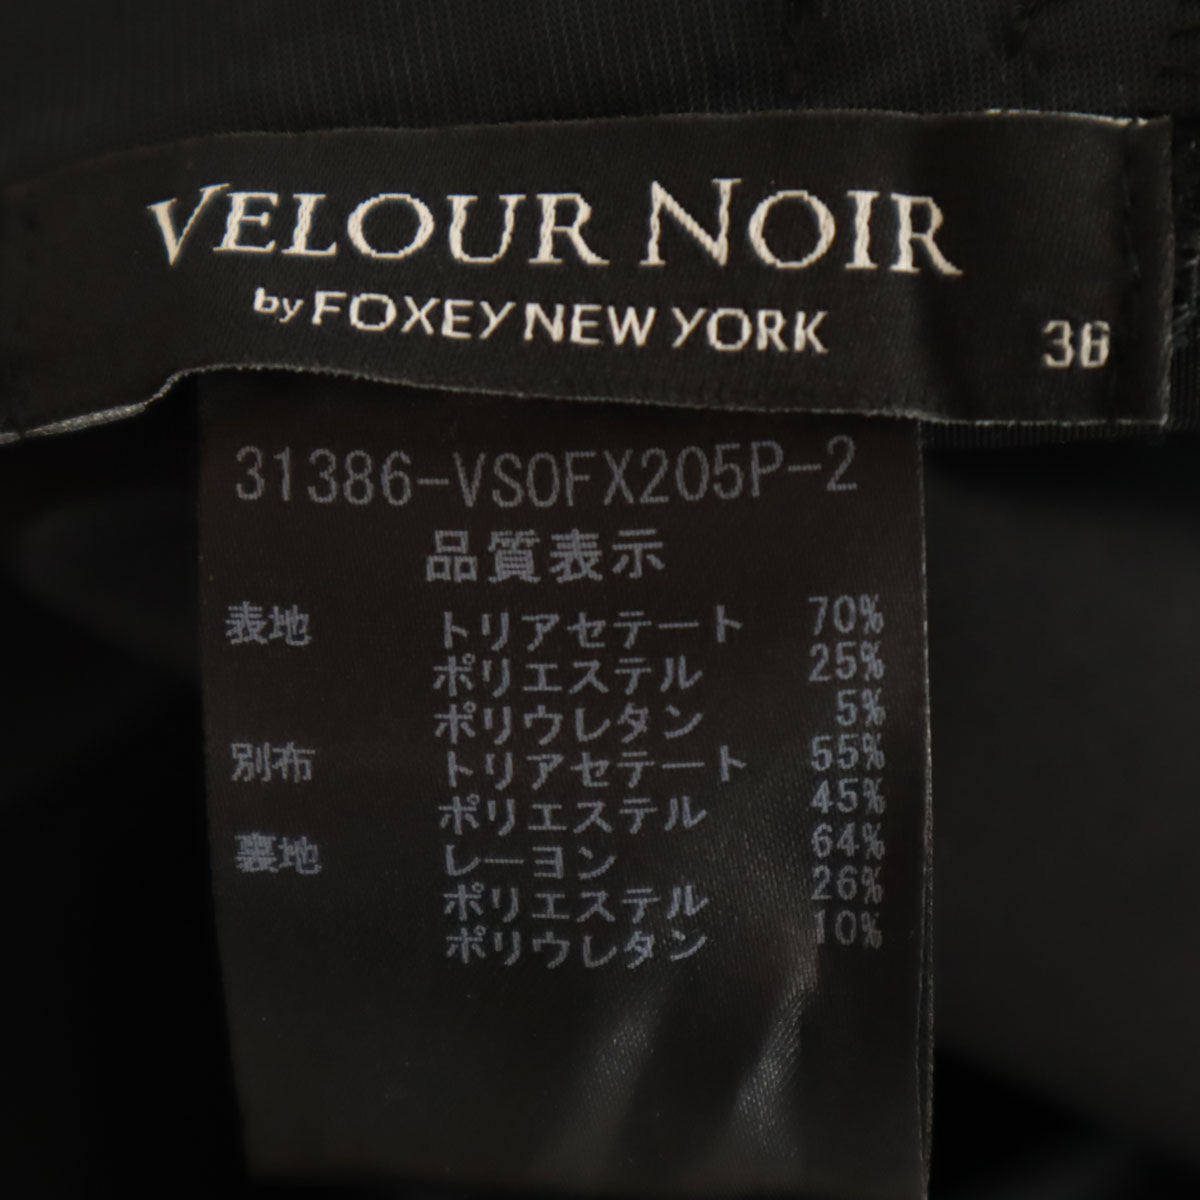 VELOUR NOIR
by FOXEY NEW YORK
38
31386-VSOFX205P-2
品質表示
表地 トリアセテート 70%
ポリエステル 25%
ポリウレタン 5%
別布 トリアセテート 55%
ポリエステル 45%
裏地 レーヨン 64%
ポリエステル 26%
ポリウレタン 10%